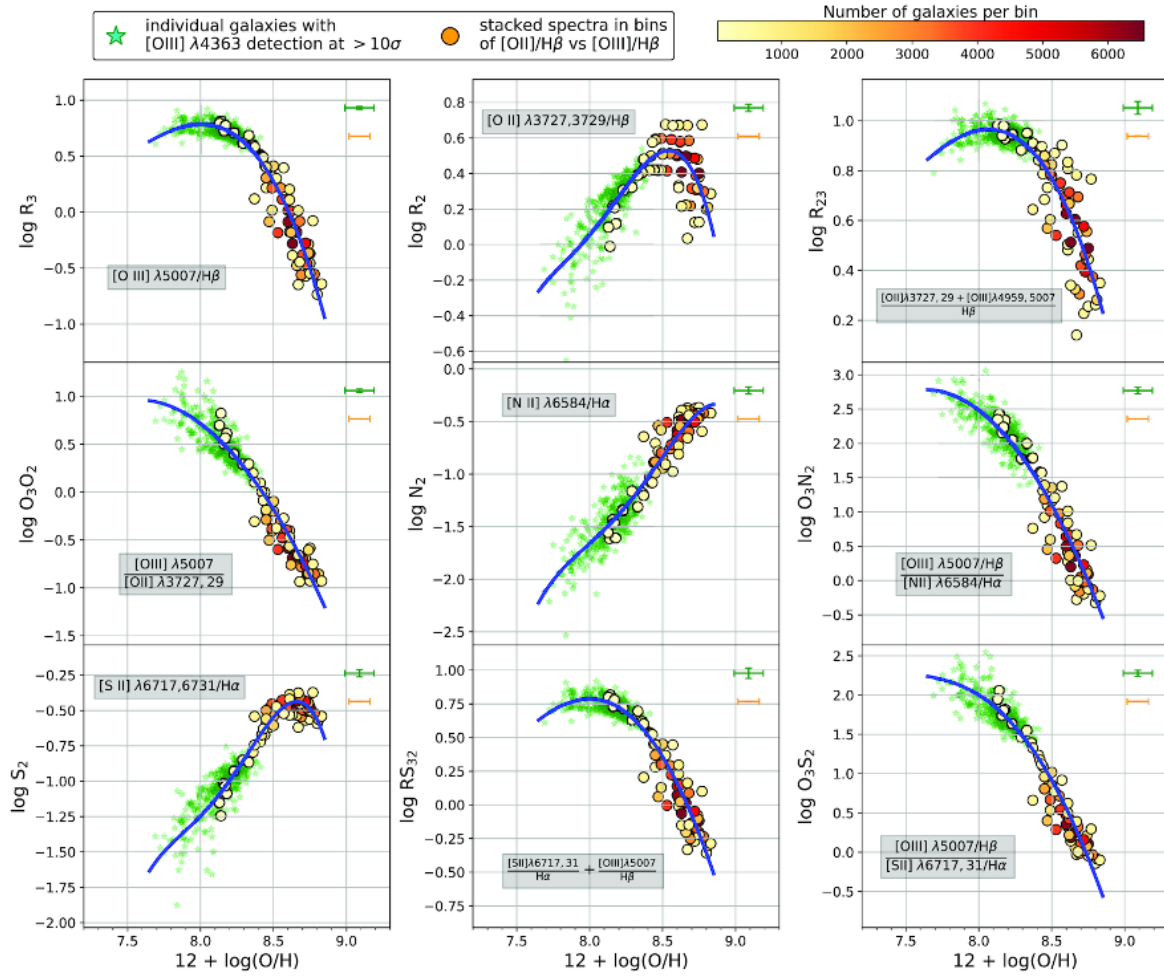 individual galaxies with
[OIII] λ4363 detection at > 10σ
stacked spectra in bins
of [OII]/Hβ vs [OIII]/Hβ
Number of galaxies per bin
1000 2000 3000 4000 5000 6000
log R₃
1.0
0.5
0.0
−0.5
−1.0
[O III] λ5007/Hβ
log R₂
0.8
0.6
0.4
0.2
0.0
−0.2
−0.4
−0.6
[O II] λ3727,3729/Hβ
log R₂₃
1.0
0.8
0.6
0.4
0.2
[OII]λ3727, 29 + [OIII]λ4959, 5007
Hβ
log O₃O₂
1.0
0.5
0.0
−0.5
−1.0
−1.5
[OIII] λ5007
[OII] λ3727, 29
log N₂
0.0
−0.5
−1.0
−1.5
−2.0
−2.5
[N II] λ6584/Hα
log O₃N₂
3.0
2.5
2.0
1.5
1.0
0.5
0.0
−0.5
[OIII] λ5007/Hβ
[NII] λ6584/Hα
log S₂
−0.25
−0.50
−0.75
−1.00
−1.25
−1.50
−1.75
−2.00
[S II] λ6717,6731/Hα
7.5 8.0 8.5 9.0
12 + log(O/H)
log RS₃₂
1.00
0.75
0.50
0.25
0.00
−0.25
−0.50
−0.75
[SII]λ6717, 31 + [OIII]λ5007
Hα Hβ
7.5 8.0 8.5 9.0
12 + log(O/H)
log O₃S₂
2.5
2.0
1.5
1.0
0.5
0.0
−0.5
[OIII] λ5007/Hβ
[SII] λ6717, 31/Hα
7.5 8.0 8.5 9.0
12 + log(O/H)